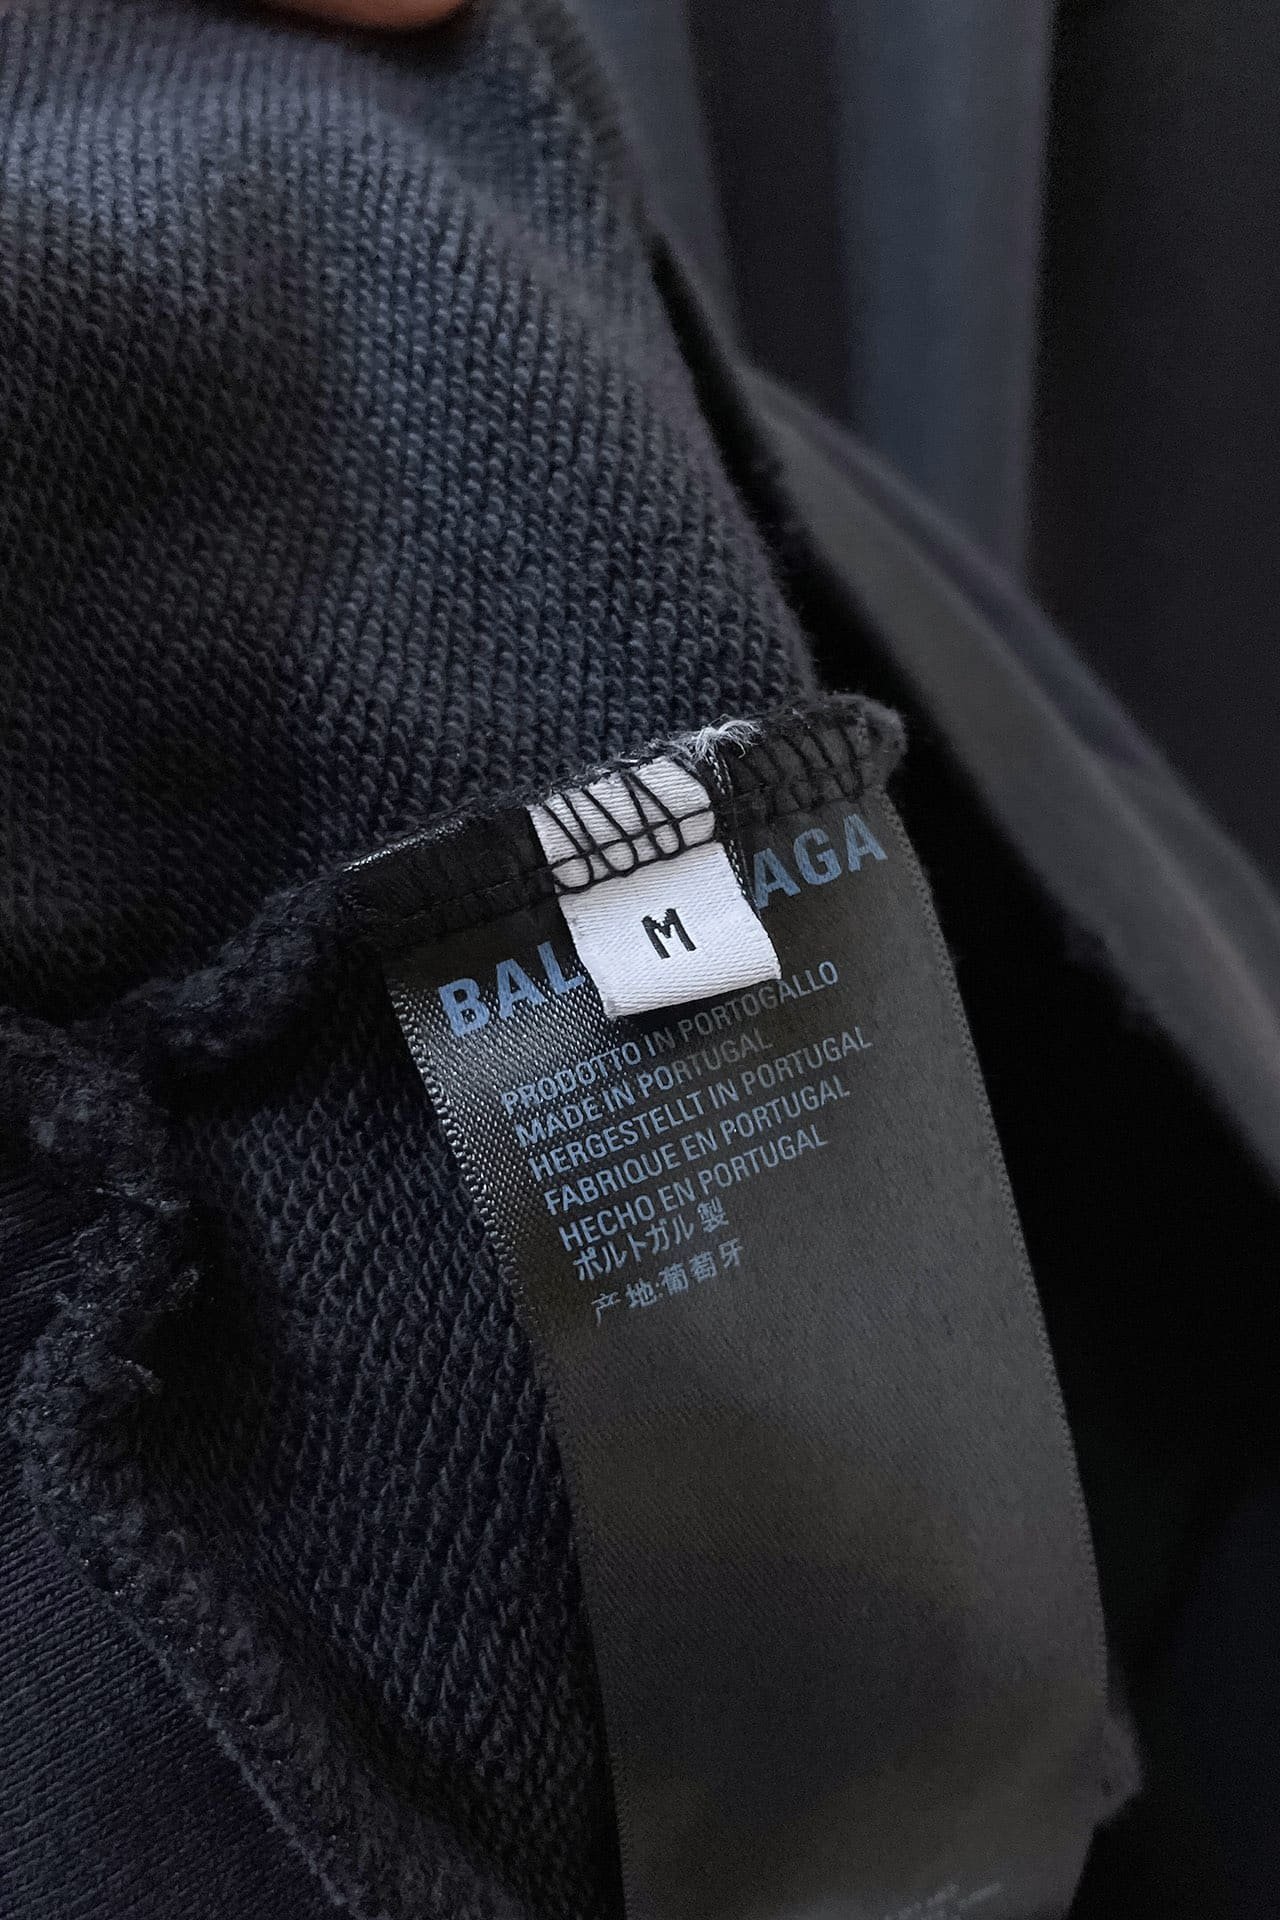 M
BAL AGA
PRODOTTO IN PORTOGALLO
MADE IN PORTUGAL
HERGESTELLT IN PORTUGAL
FABRIQUE EN PORTUGAL
HECHO EN PORTUGAL
ポルトガル製
产地:葡萄牙